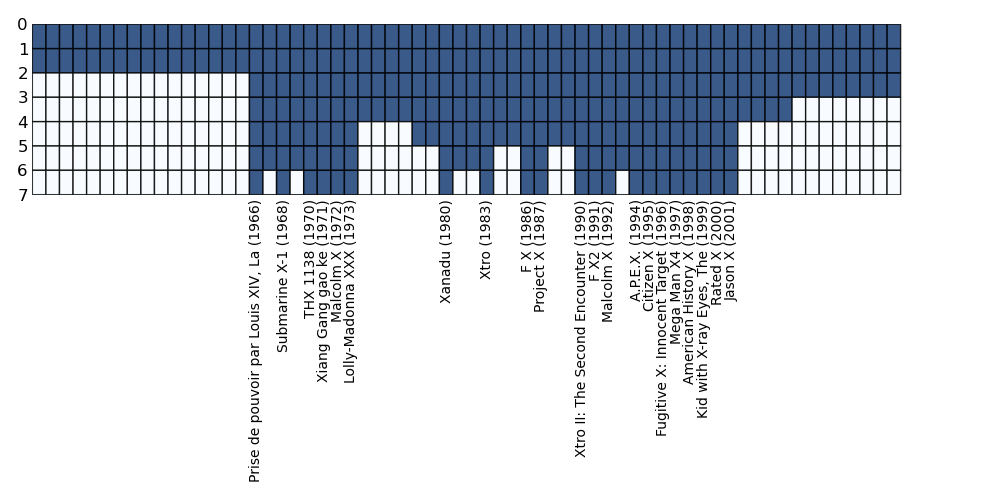 0
1
2
3
4
5
6
7
Prise de pouvoir par Louis XIV, La (1966)
Submarine X-1 (1968)
THX 1138 (1970)
Xiang Gang gao ke (1971)
Malcolm X (1972)
Lolly-Madonna XXX (1973)
Xanadu (1980)
Xtro (1983)
F X (1986)
Project X (1987)
Xtro II: The Second Encounter (1990)
F X2 (1991)
Malcolm X (1992)
A.P.E.X. (1994)
Citizen X (1995)
Fugitive X: Innocent Target (1996)
Mega Man X4 (1997)
American History X (1998)
Kid with X-ray Eyes, The (1999)
Rated X (2000)
Jason X (2001)